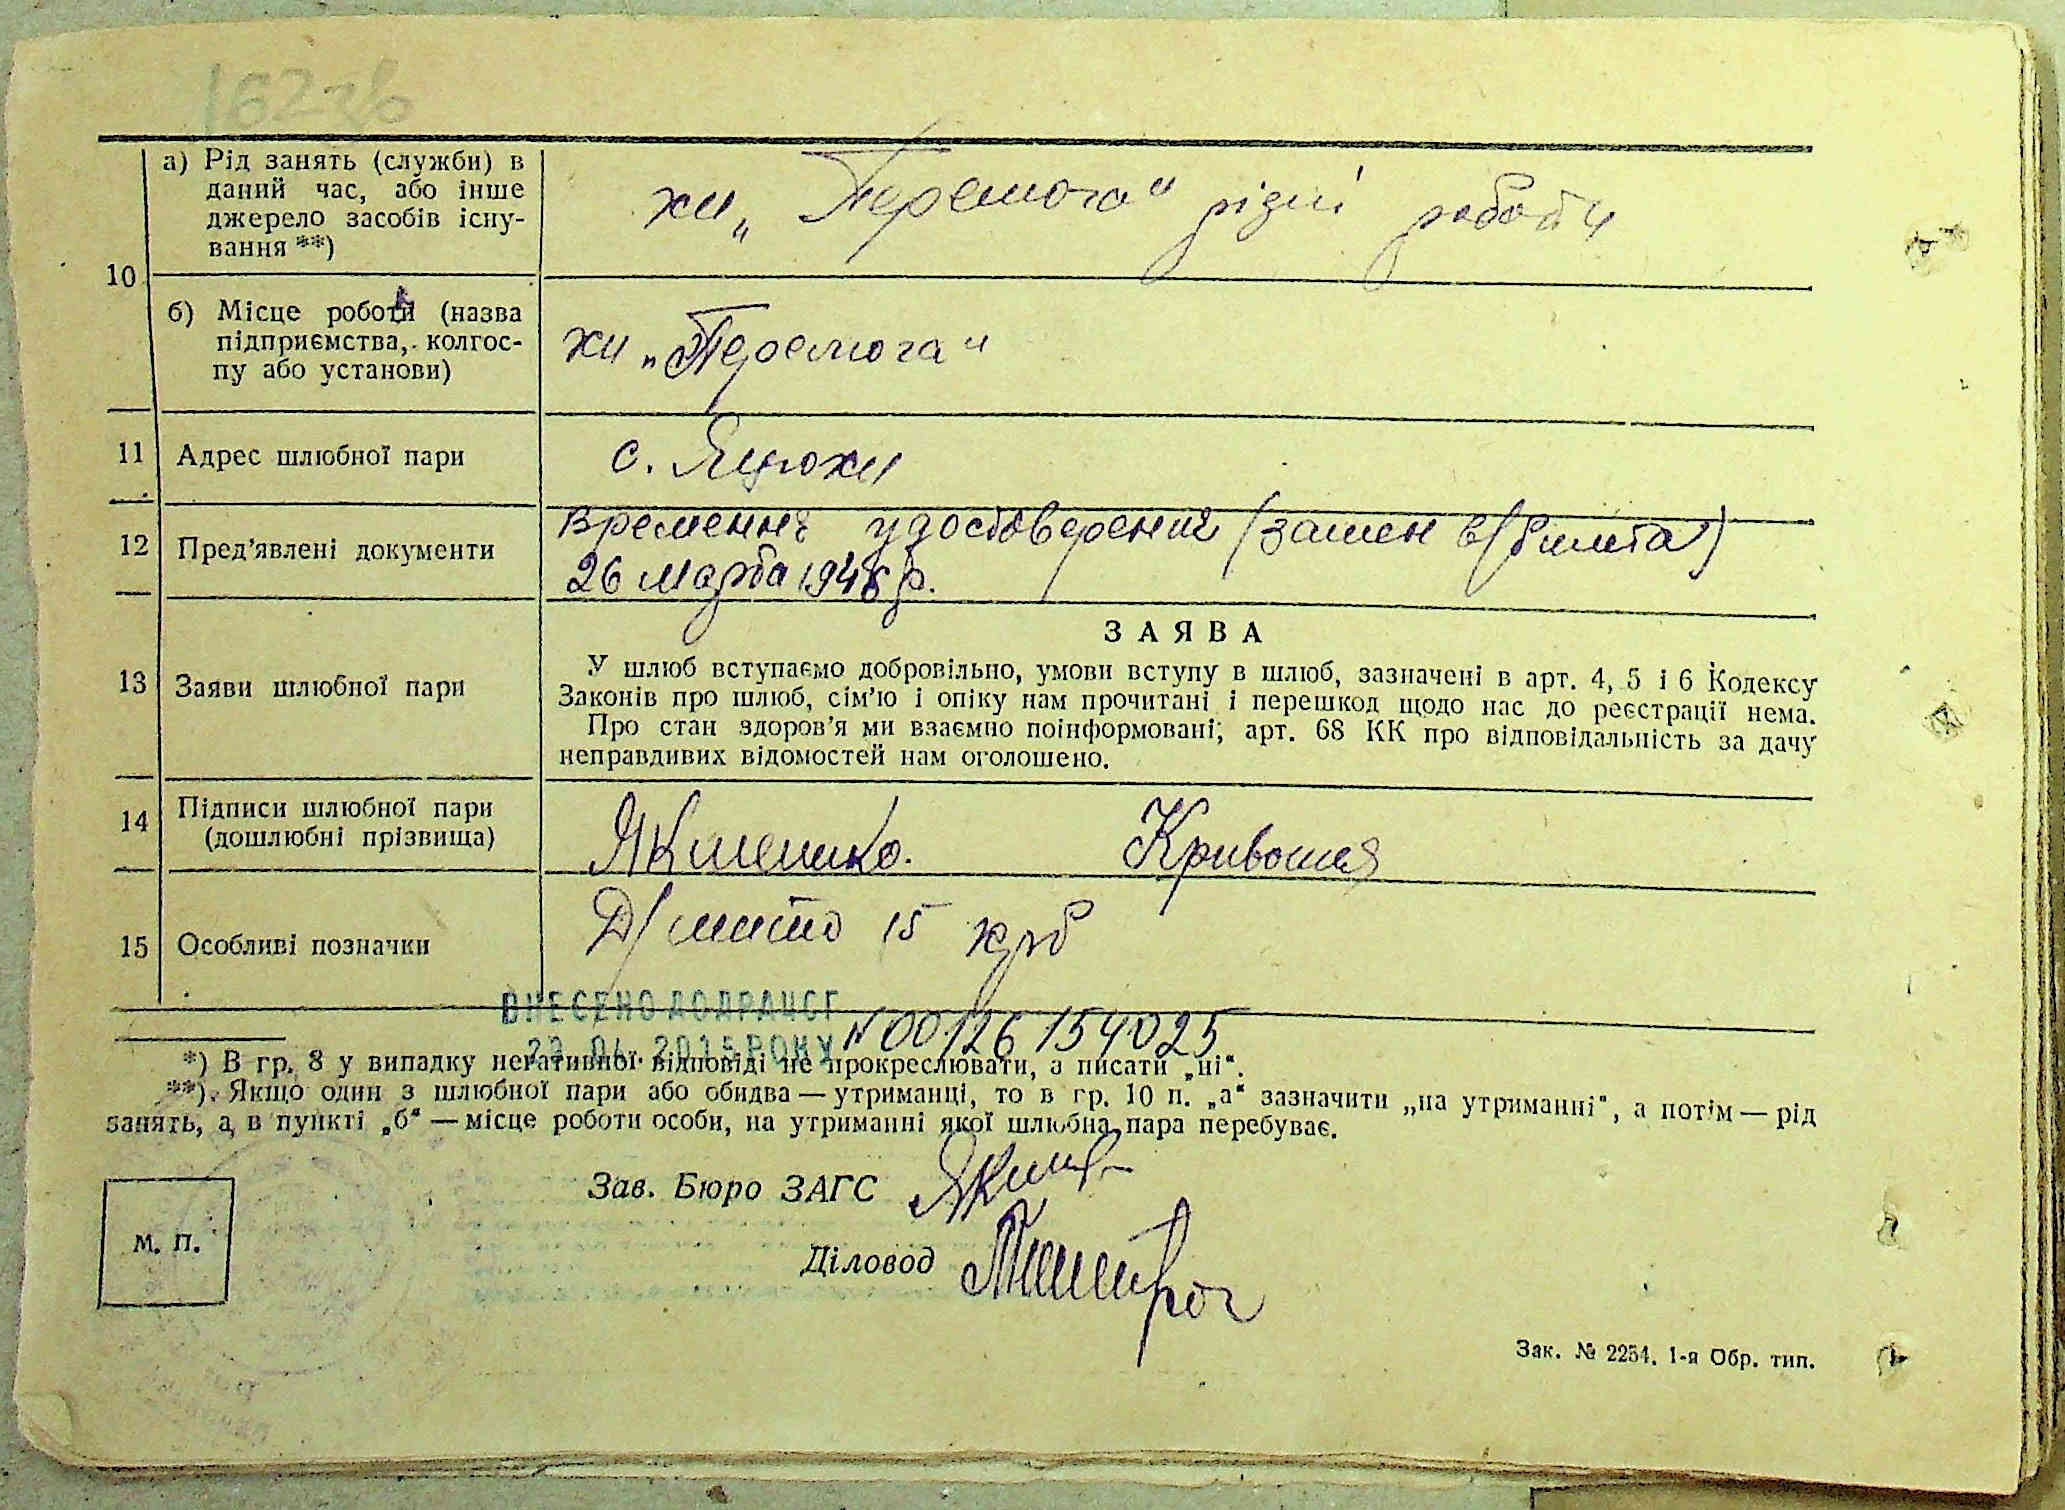 162зв
а) Рід занять (служби) в
даний час, або інше
джерело засобів існу-
вання **)
„Перемога“ різні роботи
10
б) Місце роботи (назва
підприємства, колгос-
пу або установи)
„Перемога“
11 Адрес шлюбної пари
с. Яцюки
12 Пред’явлені документи
удостоверений (замен в/билета)
26 марта 1948 р.
ЗАЯВА
13 Заяви шлюбної пари
У шлюб вступаємо добровільно, умови вступу в шлюб, зазначені в арт. 4, 5 і 6 Кодексу
Законів про шлюб, сім’ю і опіку нам прочитані і перешкод щодо нас до реєстрації нема.
Про стан здоров’я ми взаємно поінформовані; арт. 68 КК про відповідальність за дачу
неправдивих відомостей нам оголошено.
14 Підписи шлюбної пари
(дошлюбні прізвища)
Якименко. Кривошея
15 Особливі позначки
Д/мито 15 крб
ВНЕСЕНО ДО ДРАЦСГ
23.04.2015 РОКУ N00126154025
*) В гр. 8 у випадку негативної відповіді не прокреслювати, а писати „ні“.
**) Якщо один з шлюбної пари або обидва — утриманці, то в гр. 10 п. „а“ зазначити „на утриманні“, а потім — рід
занять, а в пункті „б“ — місце роботи особи, на утриманні якої шлюбна пара перебуває.
Зав. Бюро ЗАГС
Діловод
М. П.
Зак. № 2254. 1-я Обр. тип.